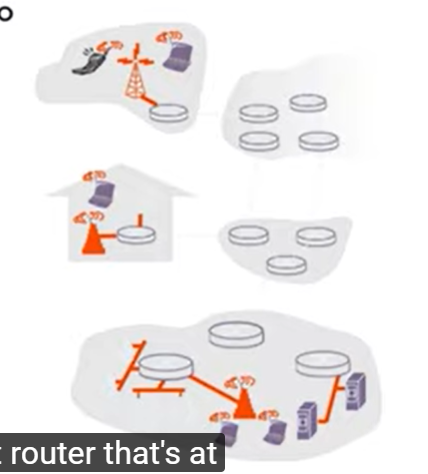 o
: router that's at